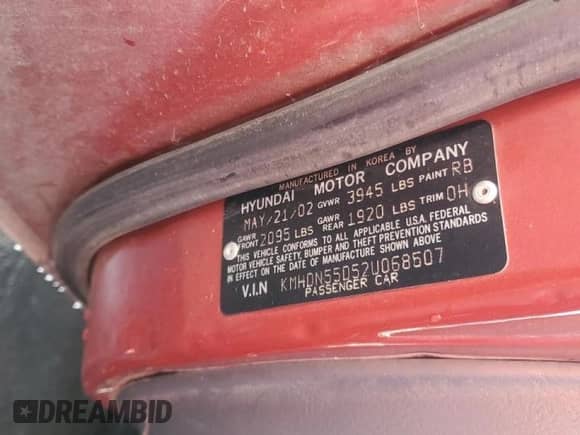 MANUFACTURED IN KOREA BY
HYUNDAI MOTOR COMPANY
MAY/21/02 GVWR 3945 LBS PAINT RB
GAWR FRONT 2095 LBS GAWR REAR 1920 LBS TRIM OH
THIS VEHICLE CONFORMS TO ALL APPLICABLE U.S.A. FEDERAL
MOTOR VEHICLE SAFETY, BUMPER AND THEFT PREVENTION STANDARDS
IN EFFECT ON THE DATE OF MANUFACTURE SHOWN ABOVE
V.I.N KMHDN55D52U068507
PASSENGER CAR
DREAMBID